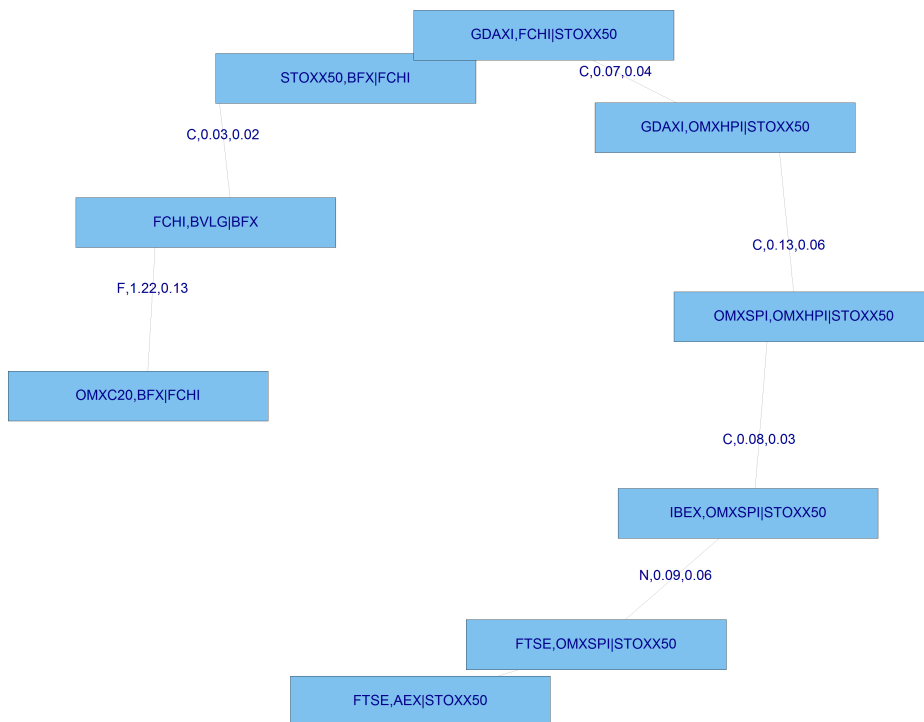 GDAXI,FCHI|STOXX50
STOXX50,BFX|FCHI
C,0.07,0.04
GDAXI,OMXHPI|STOXX50
C,0.03,0.02
FCHI,BVLG|BFX
C,0.13,0.06
F,1.22,0.13
OMXSPI,OMXHPI|STOXX50
OMXC20,BFX|FCHI
C,0.08,0.03
IBEX,OMXSPI|STOXX50
N,0.09,0.06
FTSE,OMXSPI|STOXX50
FTSE,AEX|STOXX50